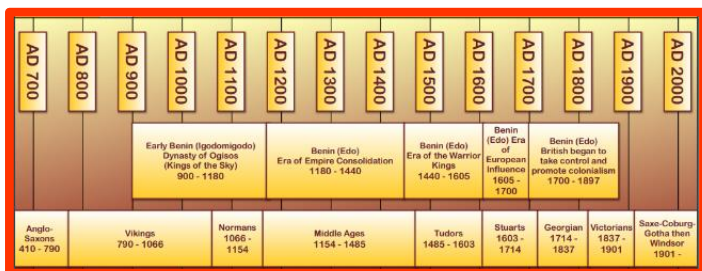 AD 700
AD 800
AD 900
AD 1000
AD 1100
AD 1200
AD 1300
AD 1400
AD 1500
AD 1600
AD 1700
AD 1800
AD 1900
AD 2000
Early Benin (Igodomigodo)
Dynasty of Ogisos
(Kings of the Sky)
900 - 1180
Benin (Edo)
Era of Empire Consolidation
1180 - 1440
Benin (Edo)
Era of the Warrior
Kings
1440 - 1605
Benin
(Edo) Era
of
European
Influence
1605 -
1700
Benin (Edo)
British began to
take control and
promote colonialism
1700 - 1897
Anglo-
Saxons
410 - 790
Vikings
790 - 1066
Normans
1066 -
1154
Middle Ages
1154 - 1485
Tudors
1485 - 1603
Stuarts
1603 -
1714
Georgian
1714 -
1837
Victorians
1837 -
1901
Saxe-Coburg-
Gotha then
Windsor
1901 -